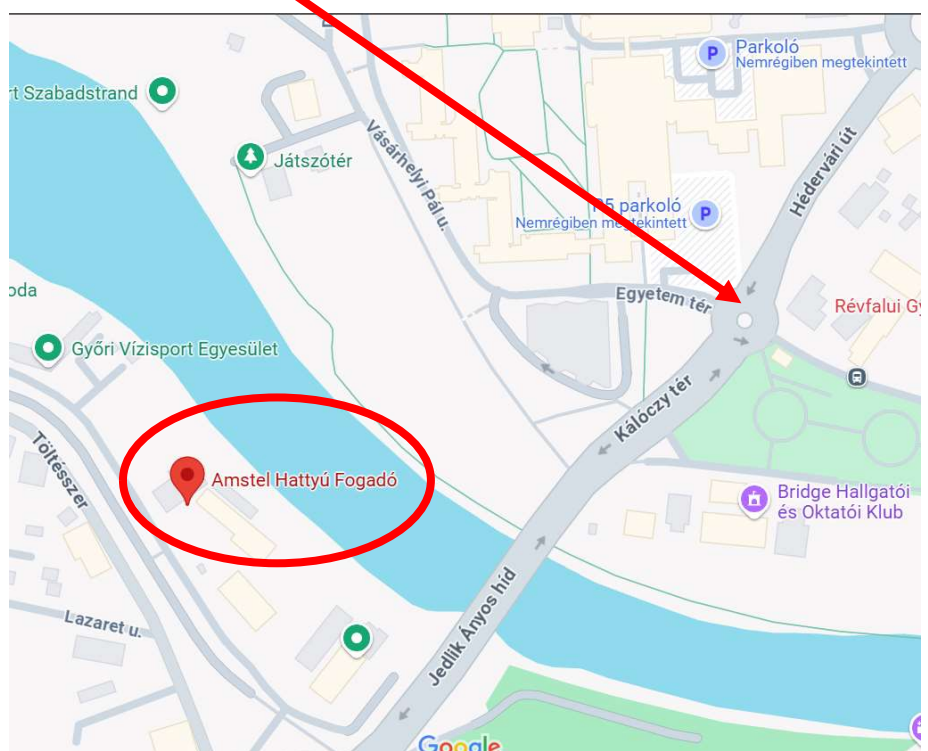 Parkoló
Nemrégiben megtekintett
rt Szabadstrand
Játszótér
Vásárhelyi Pál u.
Hédervári út
P5 parkoló
Nemrégiben megtekintett
P
P
Egyetem tér
Révfalui Gy
oda
Győri Vízisport Egyesület
Kálóczy tér
Töltésszer
Amstel Hattyú Fogadó
Bridge Hallgatói
és Oktatói Klub
Lazaret u.
Jedlik Ányos híd
Google